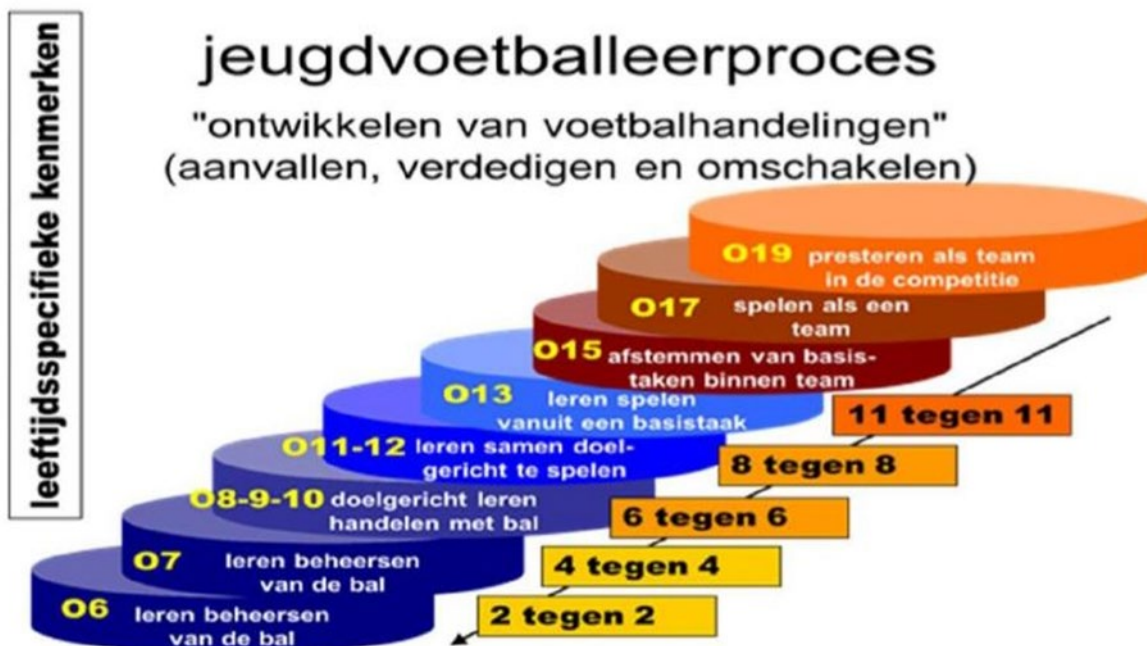 leeftijdsspecifieke kenmerken
jeugdvoetballeerproces
"ontwikkelen van voetbalhandelingen"
(aanvallen, verdedigen en omschakelen)
O19 presteren als team
in de competitie
O17 spelen als een
team
O15 afstemmen van basis-
taken binnen team
O13 leren spelen
vanuit een basistaak
O11-12 leren samen doel-
gericht te spelen
O8-9-10 doelgericht leren
handelen met bal
O7 leren beheersen
van de bal
O6 leren beheersen
van de bal
11 tegen 11
8 tegen 8
6 tegen 6
4 tegen 4
2 tegen 2